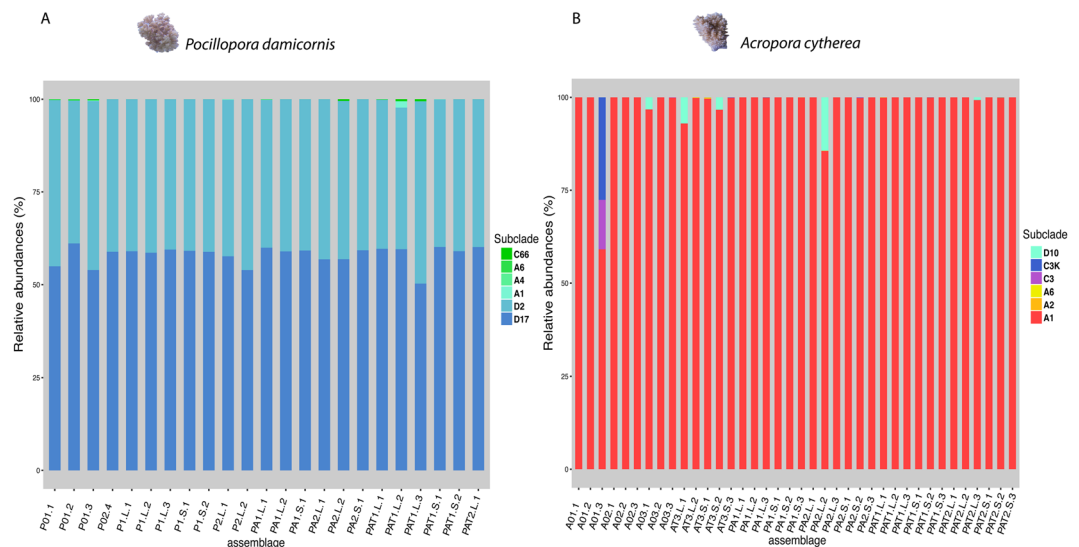 A
Pocillopora damicornis
Relative abundances (%)
100
75
50
25
0
P01.1
P01.2
P01.3
P02.4
P1.L.1
P1.L.2
P1.L.3
P1.S.1
P1.S.2
P2.L.1
P2.L.2
PA1.L.1
PA1.L.2
PA1.S.1
PA2.L.1
PA2.L.2
PA2.S.1
PAT1.L.1
PAT1.L.2
PAT1.L.3
PAT1.S.1
PAT1.S.2
PAT2.L.1
assemblage
Subclade
C66
A6
A4
A1
D2
D17
B
Acropora cytherea
Relative abundances (%)
100
75
50
25
0
A01.1
A01.2
A01.3
A02.1
A02.2
A02.3
A03.1
A03.2
A03.3
AT3.L.1
AT3.L.2
AT3.S.1
AT3.S.2
AT3.S.3
PA1.L.1
PA1.L.2
PA1.L.3
PA1.S.1
PA1.S.2
PA1.S.3
PA2.L.1
PA2.L.2
PA2.L.3
PA2.S.1
PA2.S.2
PA2.S.3
PAT1.L.2
PAT1.L.3
PAT1.S.1
PAT1.S.2
PAT1.S.3
PAT2.L.1
PAT2.L.2
PAT2.L.3
PAT2.S.1
PAT2.S.2
PAT2.S.3
assemblage
Subclade
D10
C3K
C3
A6
A2
A1